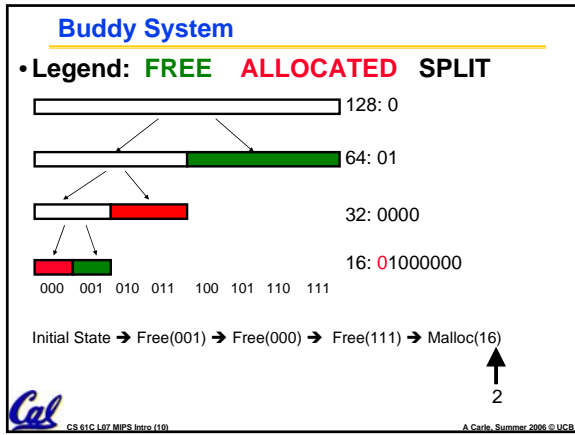 Buddy System
• Legend: FREE ALLOCATED SPLIT
128: 0
64: 01
32: 0000
16: 01000000
000 001 010 011 100 101 110 111
Initial State ➔ Free(001) ➔ Free(000) ➔ Free(111) ➔ Malloc(16)
2
Cal
CS 61C L07 MIPS Intro (10)
A Carle, Summer 2006 © UCB